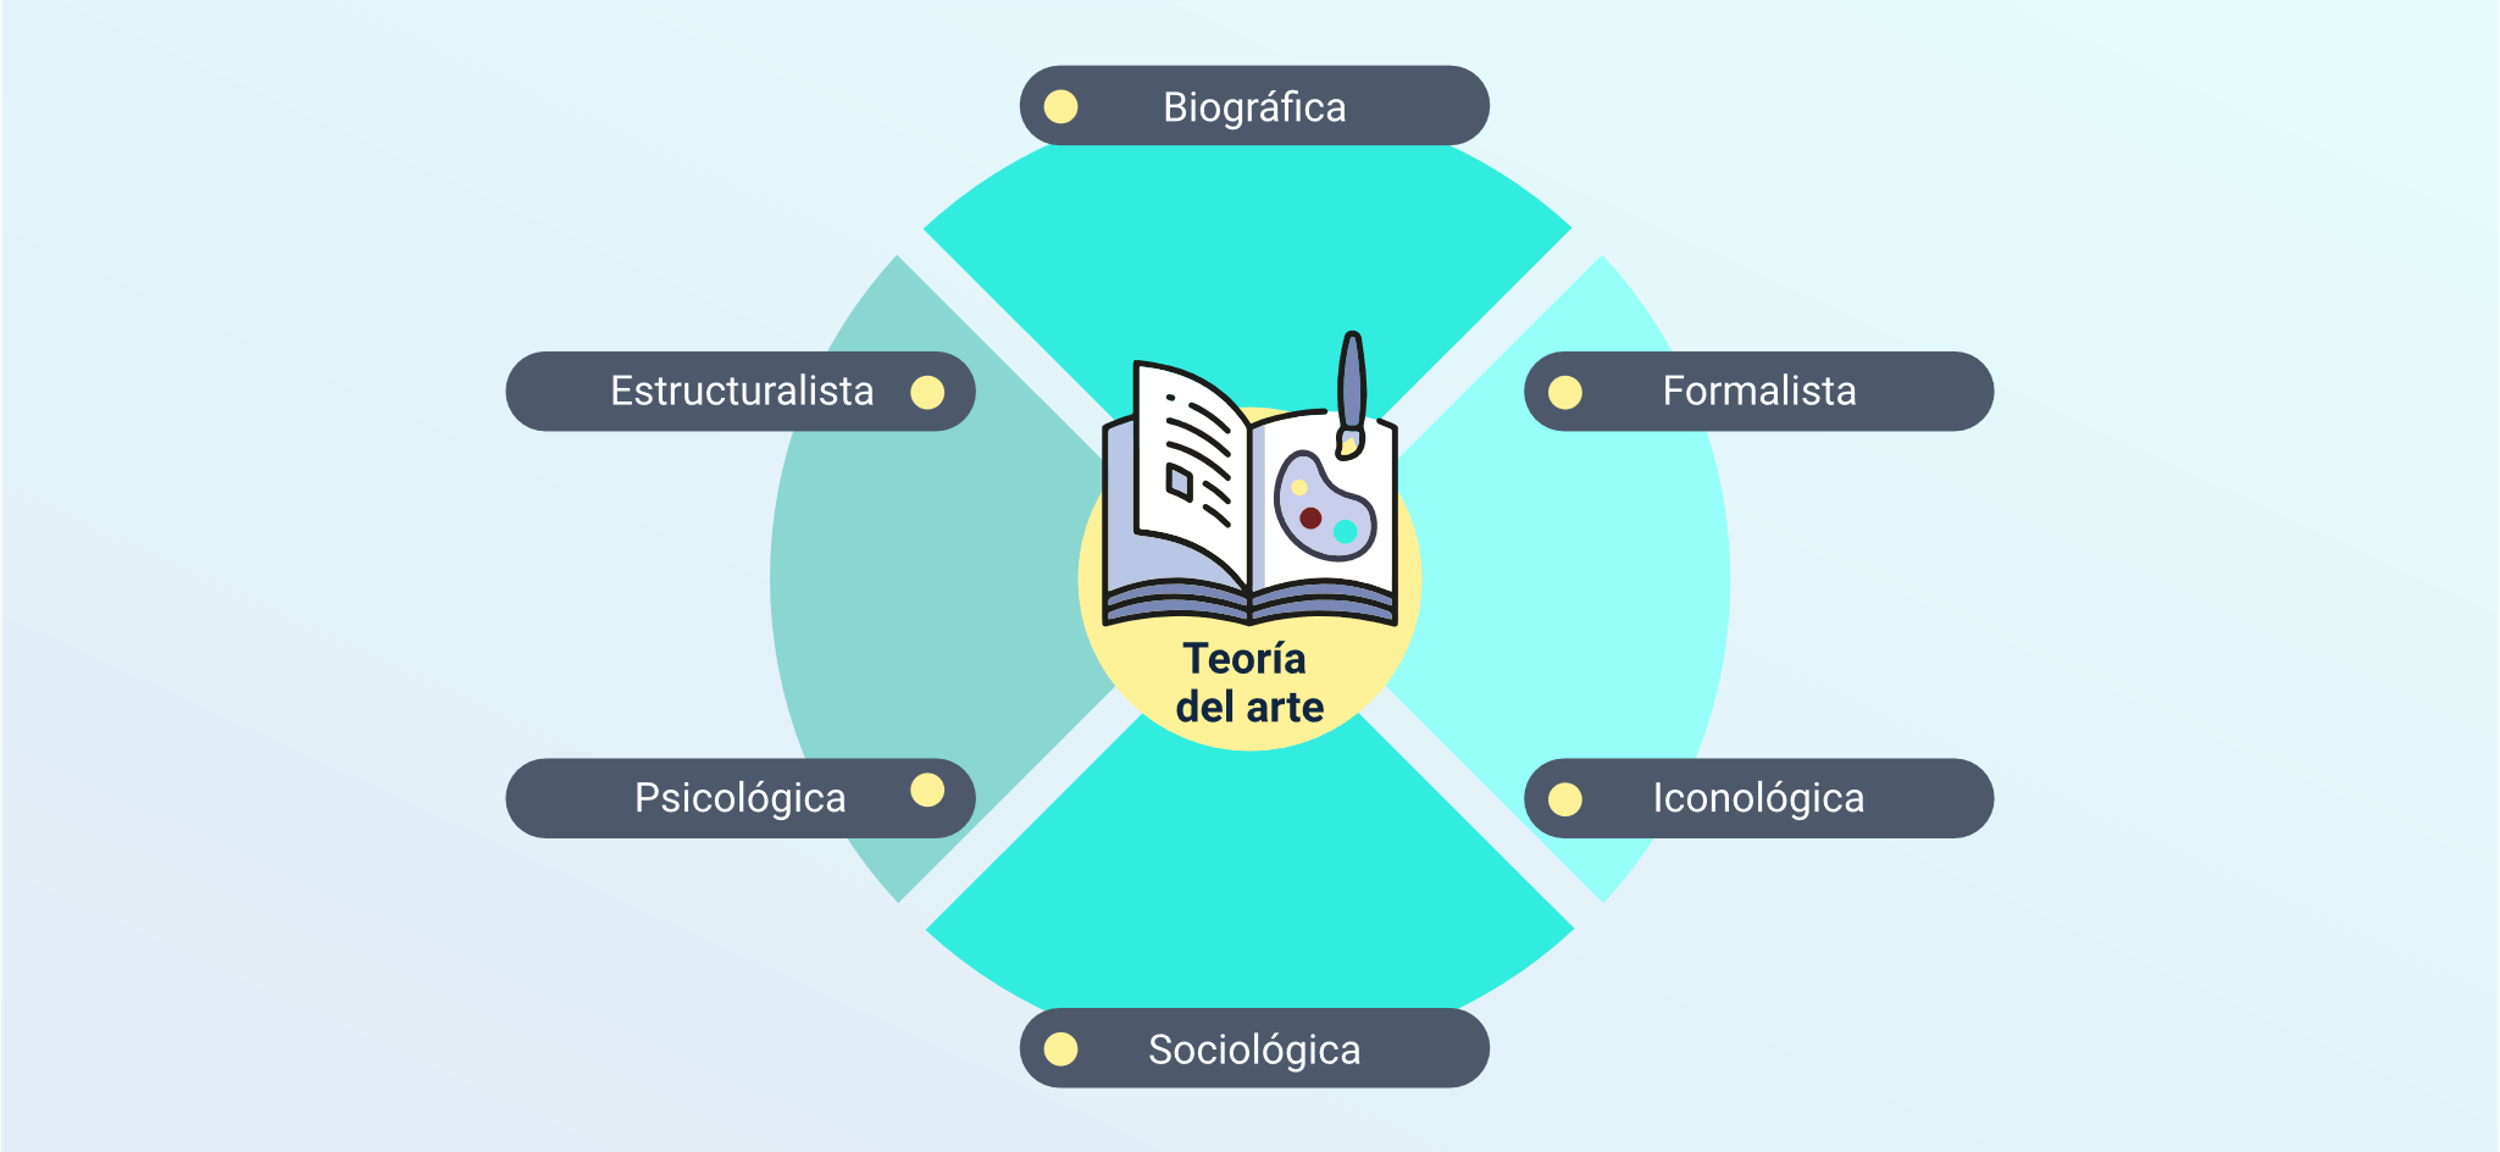 Biográfica
Estructuralista
Formalista
Teoría
del arte
Psicológica
Iconológica
Sociológica